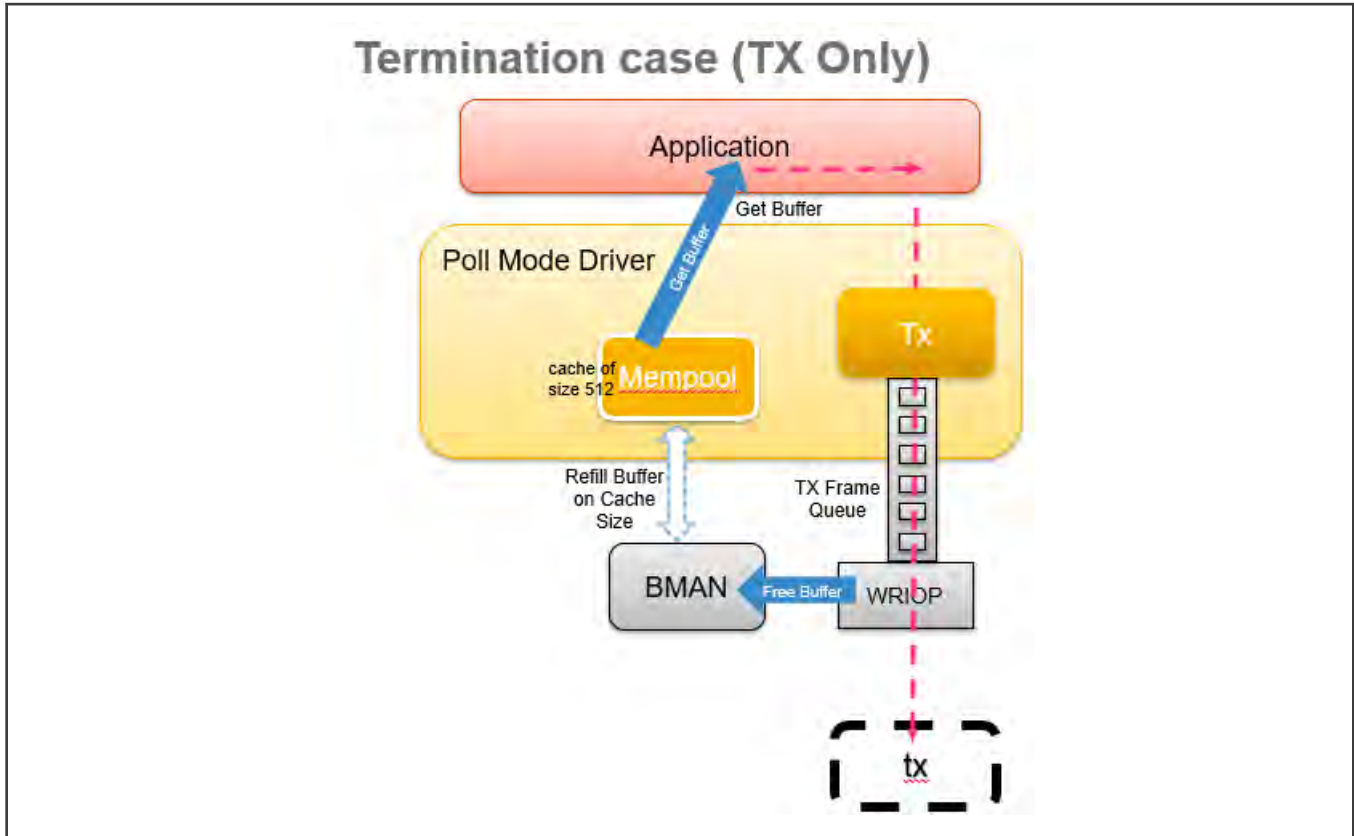 Termination case (TX Only)
Application
Get Buffer
Poll Mode Driver
Get Buffer
Tx
cache of
size 512
Mempool
Refill Buffer
on Cache
Size
TX Frame
Queue
BMAN
Free Buffer
WRIOP
tx